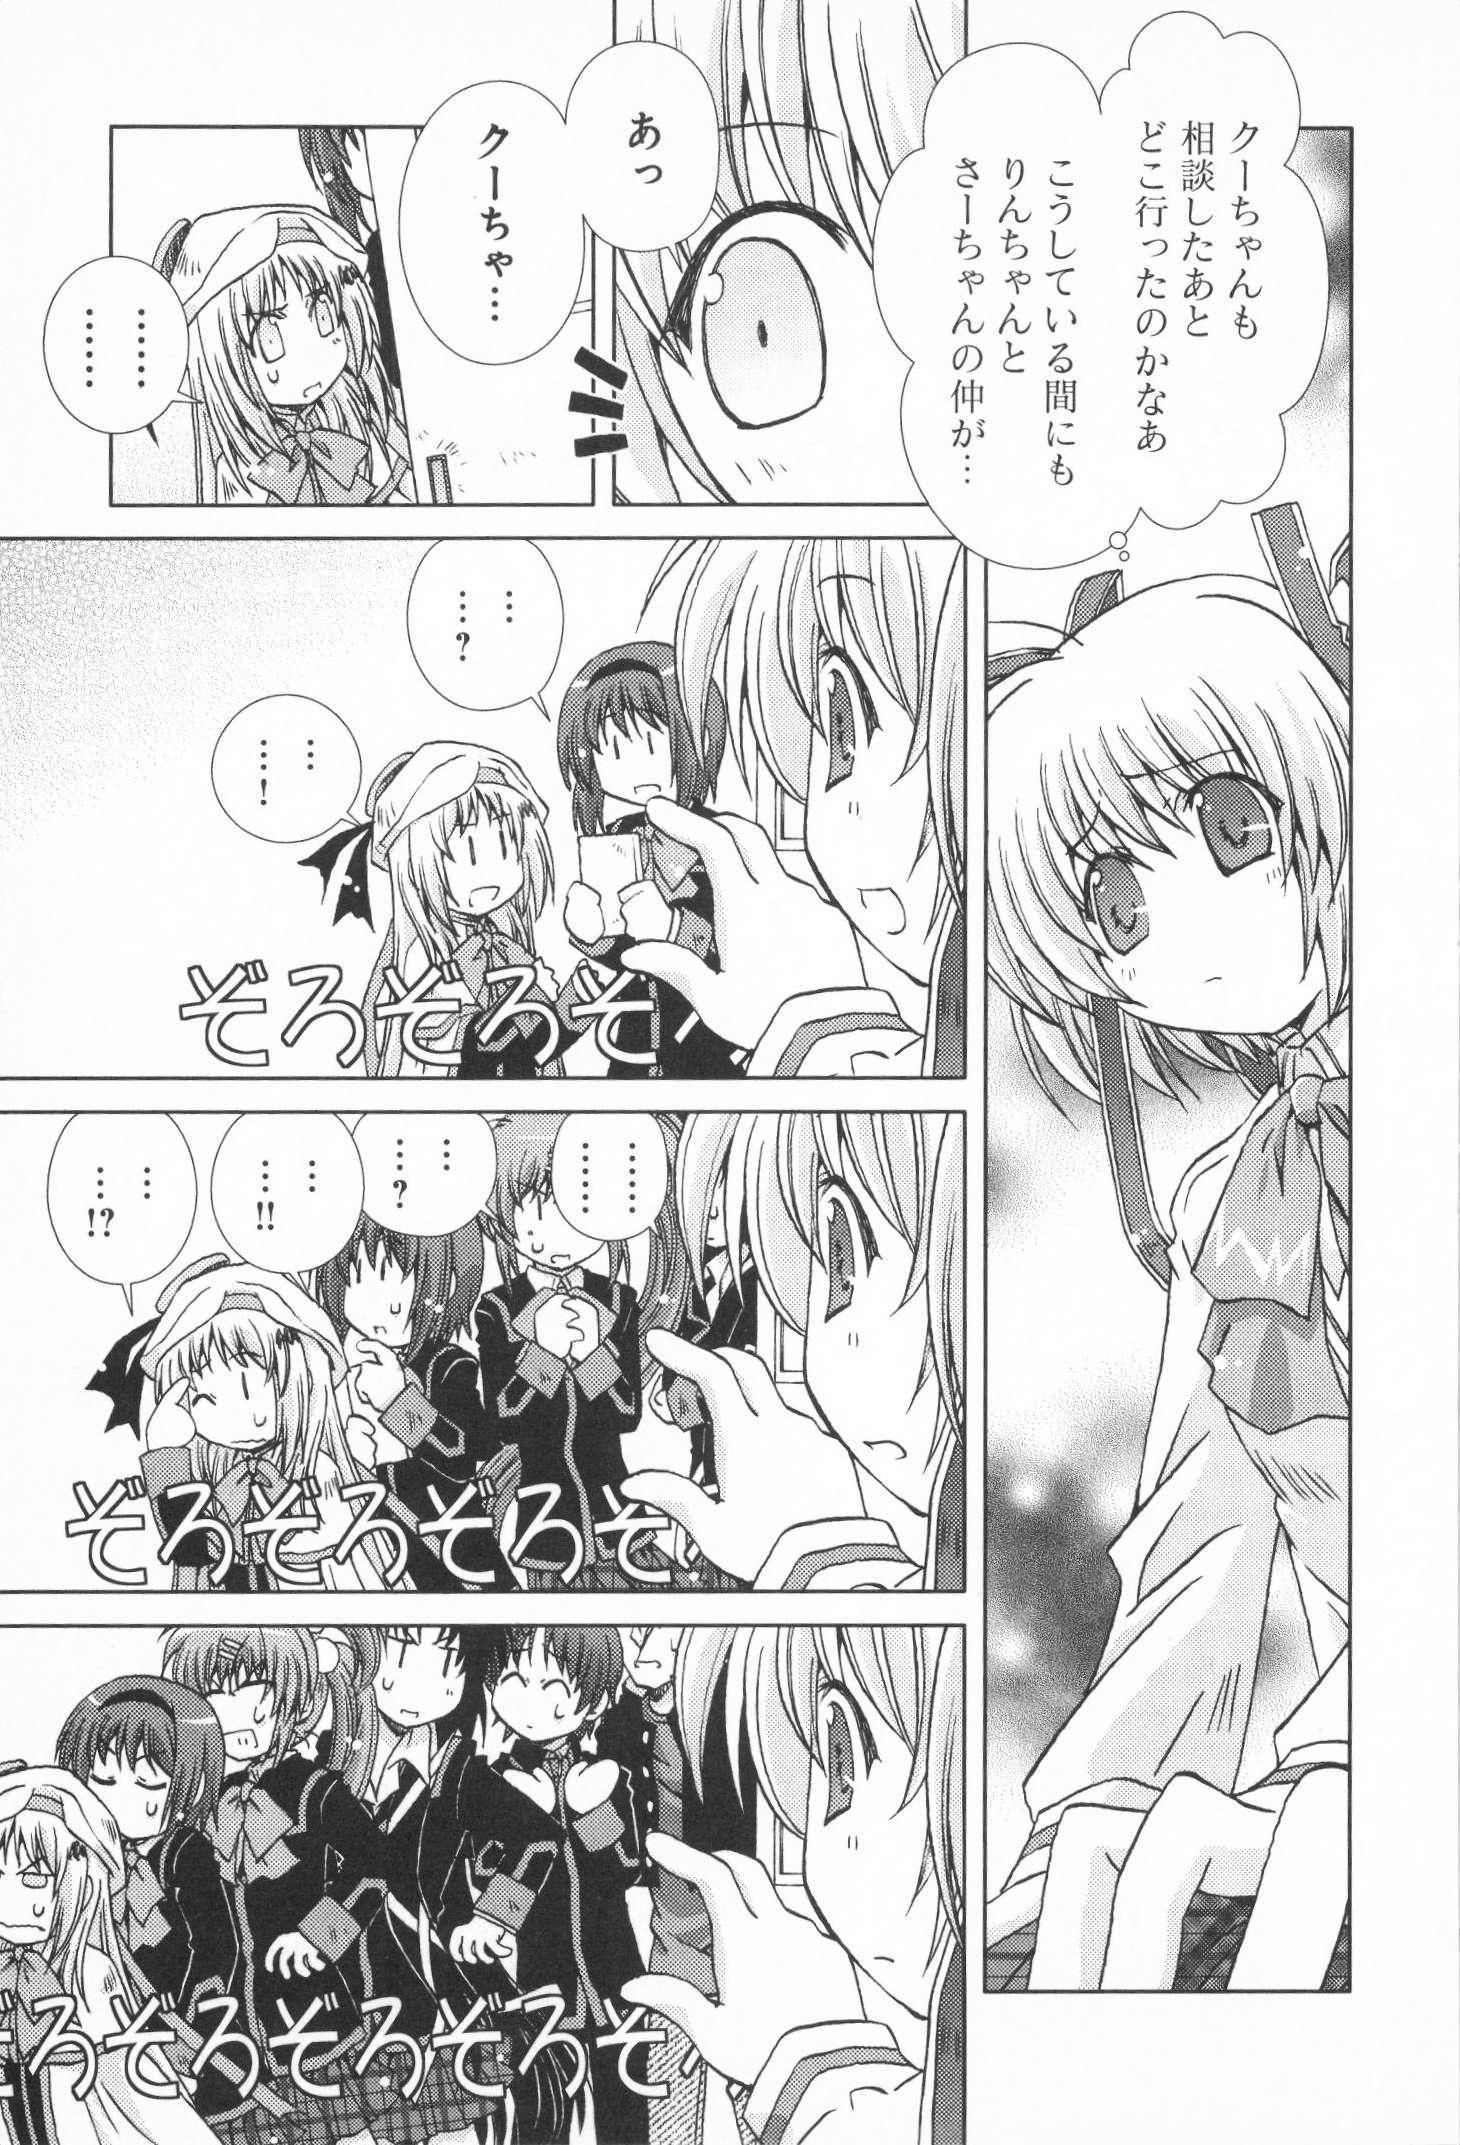 クーちゃんも
相談したあと
どこ行ったのかなあ
こうしている間にも
りんちゃんと
さーちゃんの仲が…
あっ
クーちゃ…
…………
……?
……!
ぞろぞろぞ
…………
……?
……!!
……!?
ぞろぞろぞろぞ
ぞろぞろぞろぞろぞ